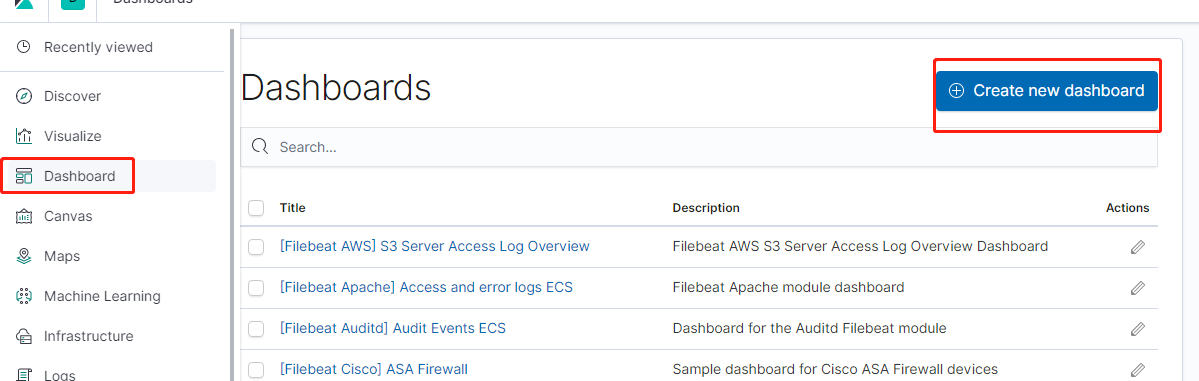 Dashboards
Recently viewed
Discover
Visualize
Dashboard
Canvas
Maps
Machine Learning
Infrastructure
Logs
Dashboards
Create new dashboard
Search...
Title Description Actions
[Filebeat AWS] S3 Server Access Log Overview Filebeat AWS S3 Server Access Log Overview Dashboard
[Filebeat Apache] Access and error logs ECS Filebeat Apache module dashboard
[Filebeat Auditd] Audit Events ECS Dashboard for the Auditd Filebeat module
[Filebeat Cisco] ASA Firewall Sample dashboard for Cisco ASA Firewall devices